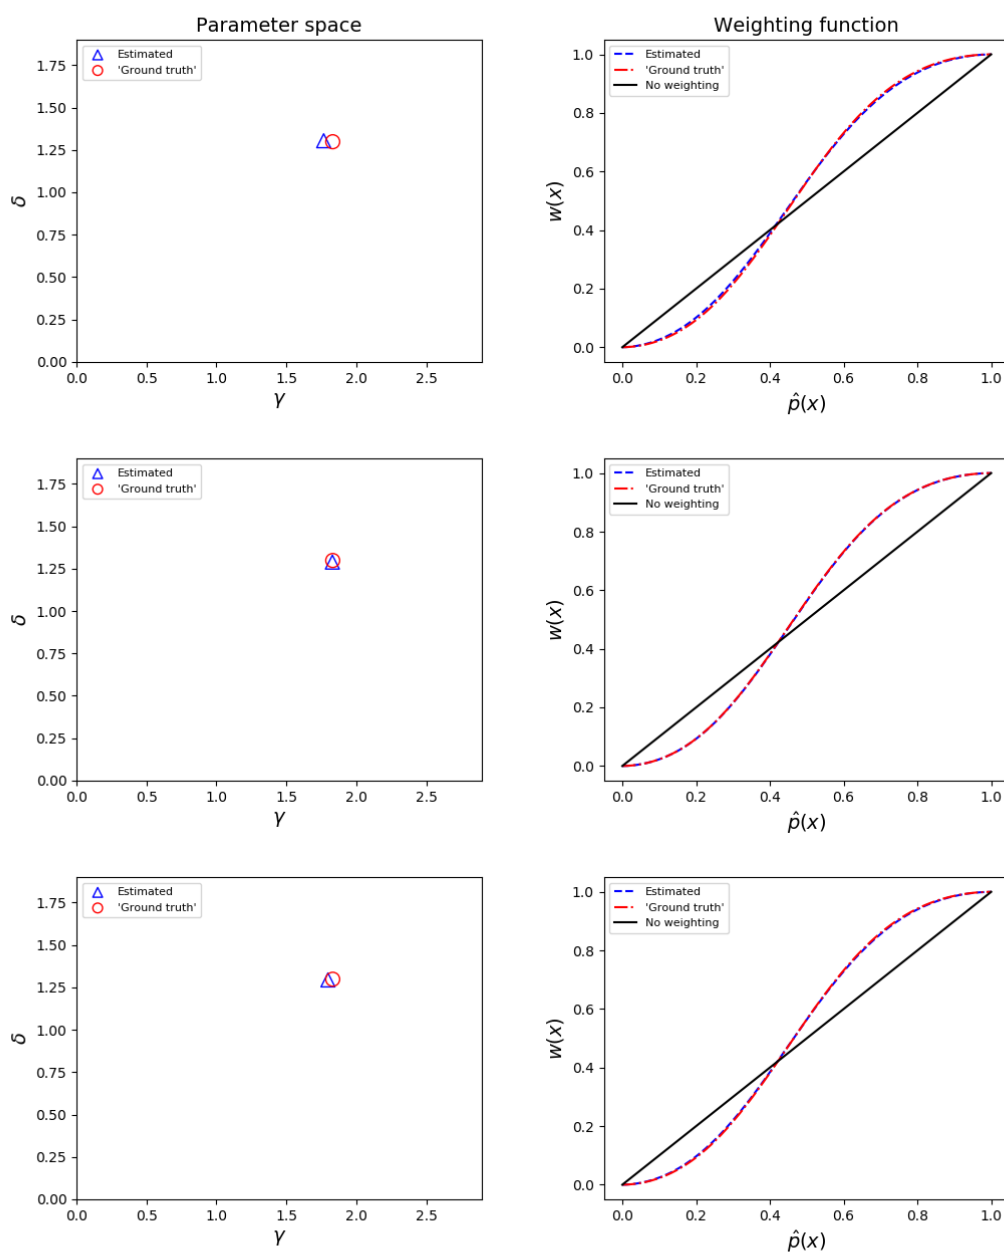 Parameter space
Estimated
'Ground truth'
1.75
1.50
1.25
1.00
0.75
0.50
0.25
0.00
δ
0.0 0.5 1.0 1.5 2.0 2.5
γ
Weighting function
Estimated
'Ground truth'
No weighting
1.0
0.8
0.6
0.4
0.2
0.0
w(x)
0.0 0.2 0.4 0.6 0.8 1.0
p̂(x)
Estimated
'Ground truth'
1.75
1.50
1.25
1.00
0.75
0.50
0.25
0.00
δ
0.0 0.5 1.0 1.5 2.0 2.5
γ
Estimated
'Ground truth'
No weighting
1.0
0.8
0.6
0.4
0.2
0.0
w(x)
0.0 0.2 0.4 0.6 0.8 1.0
p̂(x)
Estimated
'Ground truth'
1.75
1.50
1.25
1.00
0.75
0.50
0.25
0.00
δ
0.0 0.5 1.0 1.5 2.0 2.5
γ
Estimated
'Ground truth'
No weighting
1.0
0.8
0.6
0.4
0.2
0.0
w(x)
0.0 0.2 0.4 0.6 0.8 1.0
p̂(x)